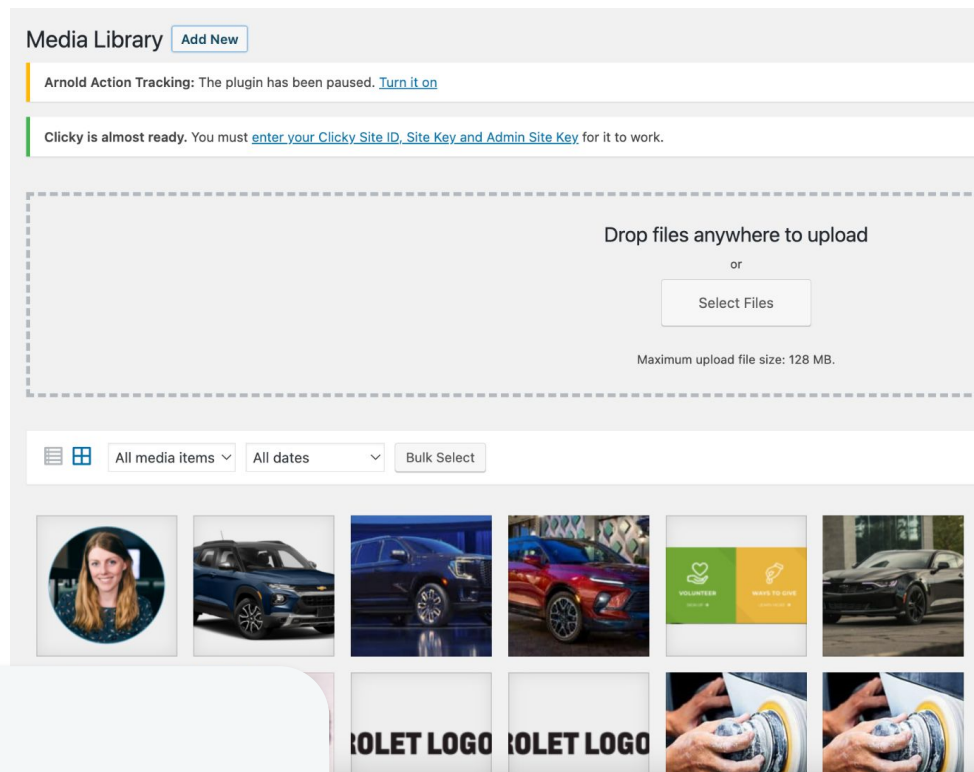 Media Library Add New
Arnold Action Tracking: The plugin has been paused. Turn it on
Clicky is almost ready. You must enter your Clicky Site ID, Site Key and Admin Site Key for it to work.
Drop files anywhere to upload
or
Select Files
Maximum upload file size: 128 MB.
All media items All dates Bulk Select
VOLUNTEER WAYS TO GIVE
ROLET LOGO ROLET LOGO